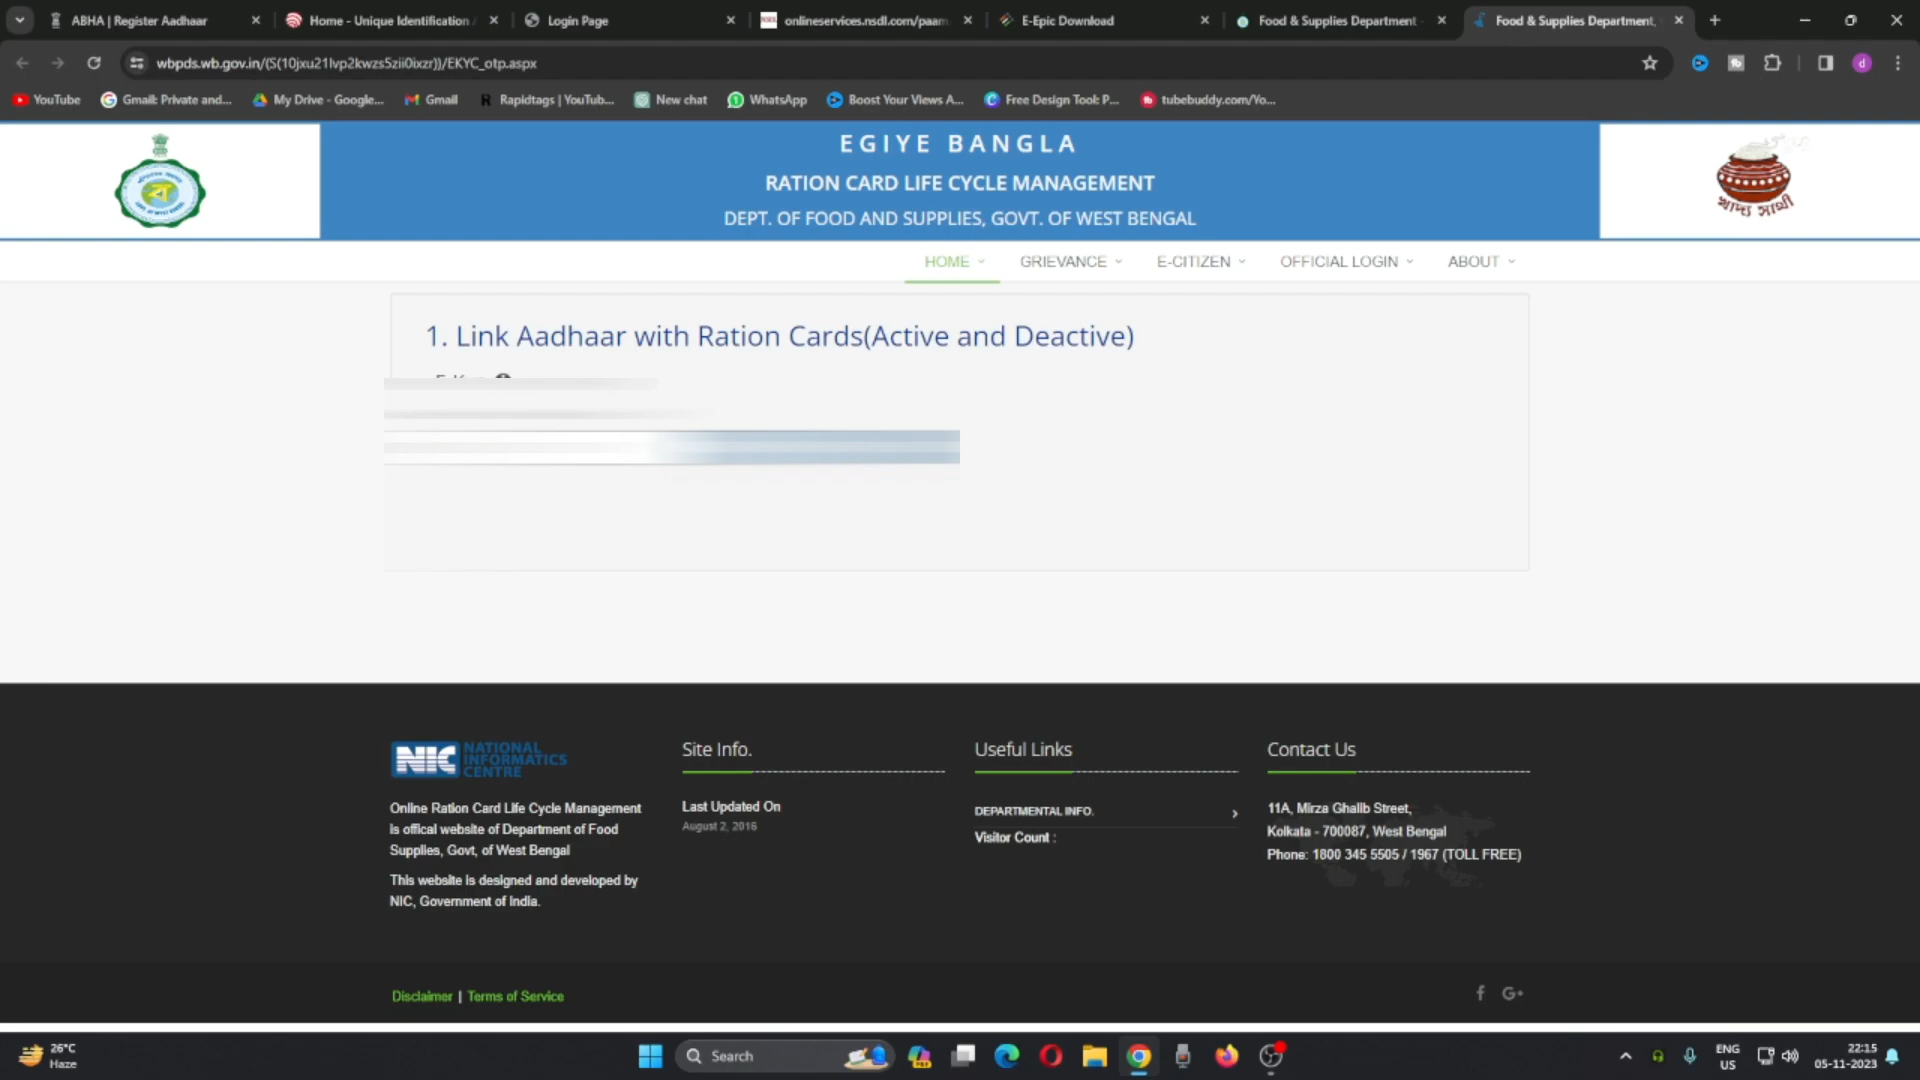 ABHA | Register Aadhaar
Home - Unique Identification
Login Page
onlineservices.nsdl.com/paam
E-Epic Download
Food & Supplies Department
Food & Supplies Department,
wbpds.wb.gov.in/(S(10jxu21lvp2kwzs5zii0ixzr))/EKYC_otp.aspx
d
YouTube
Gmail: Private and...
My Drive - Google...
Gmail
Rapidtags | YouTub...
New chat
WhatsApp
Boost Your Views A...
Free Design Tool: P...
tubebuddy.com/Yo...
EGIYE BANGLA
RATION CARD LIFE CYCLE MANAGEMENT
DEPT. OF FOOD AND SUPPLIES, GOVT. OF WEST BENGAL
খাদ্য সাথী
HOME
GRIEVANCE
E-CITIZEN
OFFICIAL LOGIN
ABOUT
1. Link Aadhaar with Ration Cards(Active and Deactive)
NIC NATIONAL
INFORMATICS
CENTRE
Online Ration Card Life Cycle Management
is offical website of Department of Food
Supplies, Govt, of West Bengal
This website is designed and developed by
NIC, Government of India.
Site Info.
Last Updated On
August 2, 2016
Useful Links
DEPARTMENTAL INFO.
Visitor Count :
Contact Us
11A, Mirza Ghalib Street,
Kolkata - 700087, West Bengal
Phone: 1800 345 5505 / 1967 (TOLL FREE)
Disclaimer | Terms of Service
f G+
26°C
Haze
Search
ENG
US
22:15
05-11-2023